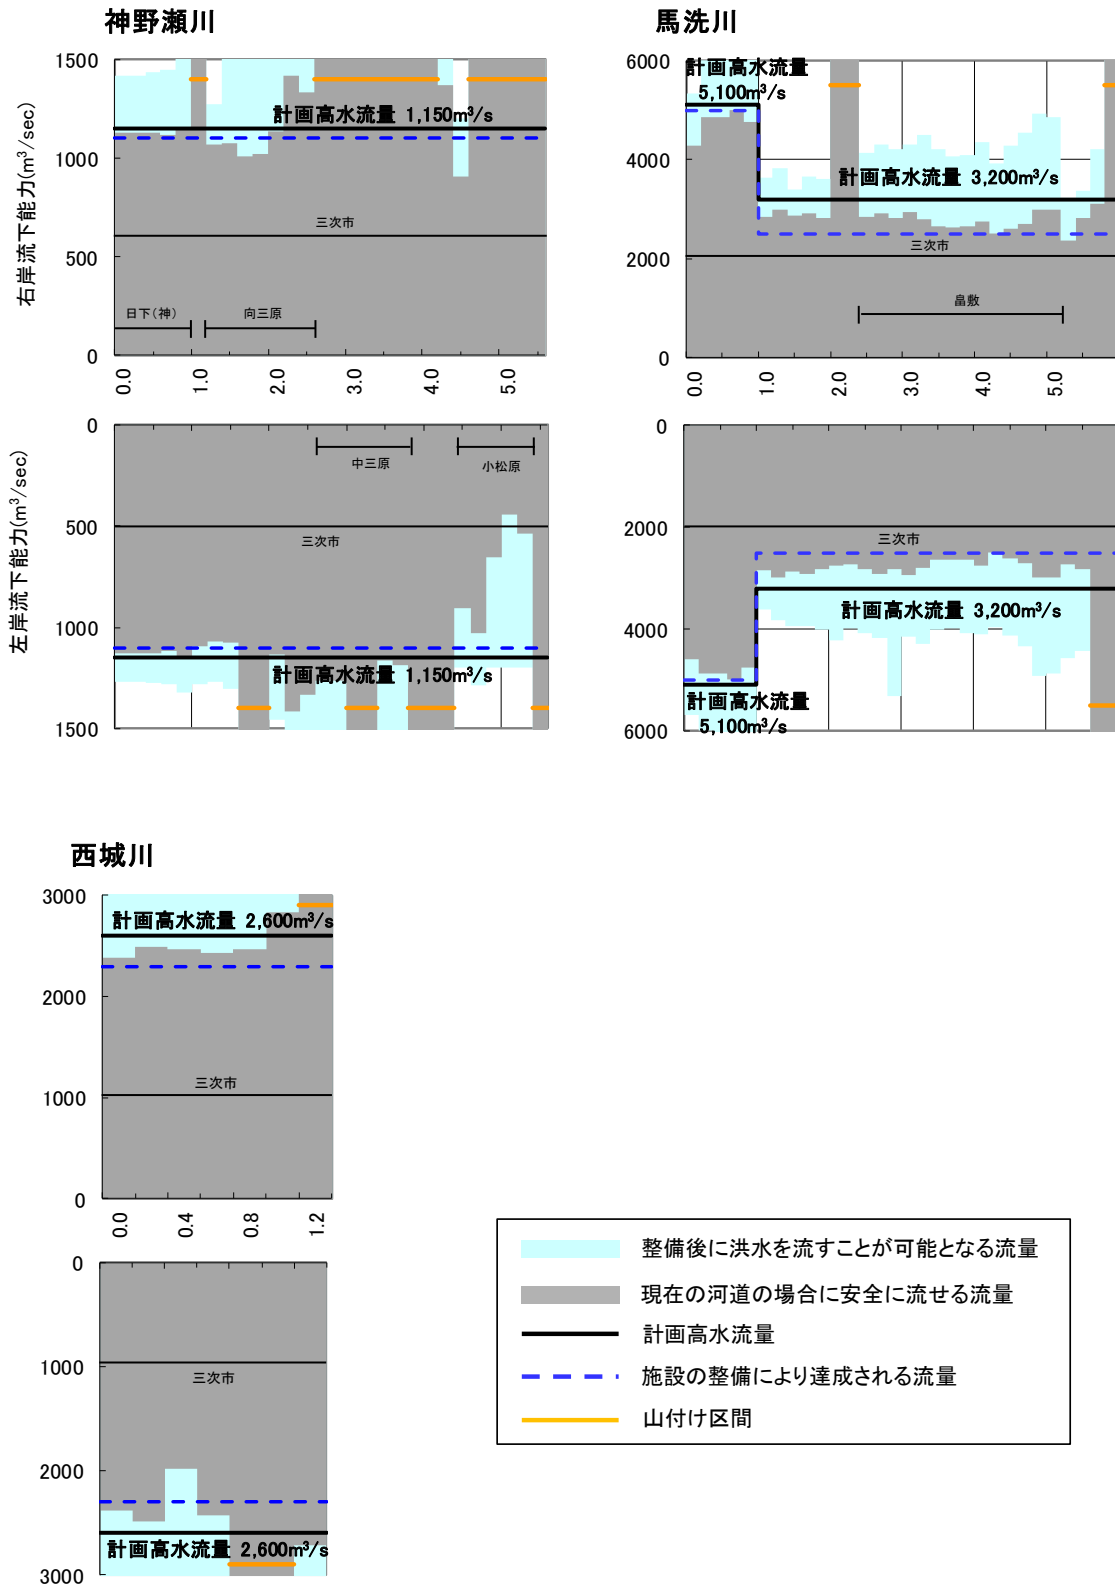 神野瀬川
右岸流下能力(m³/sec)
1500
1000
500
0
計画高水流量 1,150m³/s
三次市
日下(神)
向三原
0.0
1.0
2.0
3.0
4.0
5.0
左岸流下能力(m³/sec)
0
500
1000
1500
中三原
小松原
三次市
計画高水流量 1,150m³/s
馬洗川
6000
4000
2000
0
計画高水流量
5,100m³/s
計画高水流量 3,200m³/s
三次市
畠敷
0.0
1.0
2.0
3.0
4.0
5.0
0
2000
4000
6000
三次市
計画高水流量 3,200m³/s
計画高水流量
5,100m³/s
西城川
3000
2000
1000
0
計画高水流量 2,600m³/s
三次市
0.0
0.4
0.8
1.2
0
1000
2000
3000
三次市
計画高水流量 2,600m³/s
整備後に洪水を流すことが可能となる流量
現在の河道の場合に安全に流せる流量
計画高水流量
施設の整備により達成される流量
山付け区間